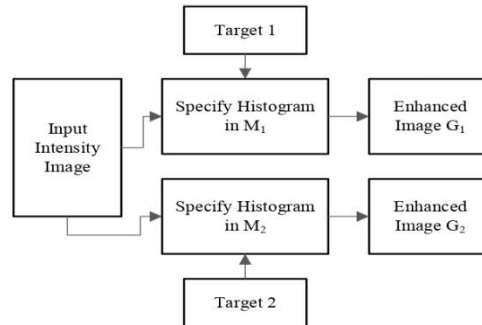 Target 1
Input
Intensity
Image
Specify Histogram
in M₁
Enhanced
Image G₁
Specify Histogram
in M₂
Enhanced
Image G₂
Target 2